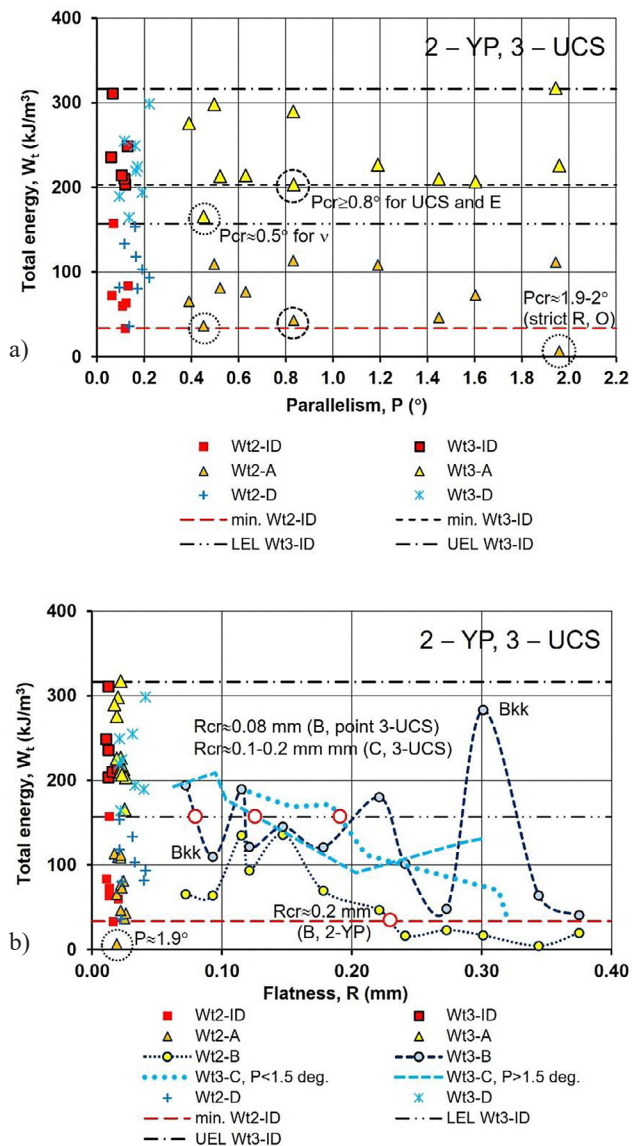 400
2 – YP, 3 – UCS
300
200
100
0
Total energy, Wt (kJ/m³)
Pcr≥0.8° for UCS and E
Pcr≈0.5° for ν
Pcr≈1.9-2°
(strict R, O)
a)
0.0 0.2 0.4 0.6 0.8 1.0 1.2 1.4 1.6 1.8 2.0 2.2
Parallelism, P (°)
Wt2-ID Wt3-ID
Wt2-A Wt3-A
Wt2-D Wt3-D
min. Wt2-ID min. Wt3-ID
LEL Wt3-ID UEL Wt3-ID
400
2 – YP, 3 – UCS
300
200
100
0
Total energy, Wt (kJ/m³)
Bkk
Rcr≈0.08 mm (B, point 3-UCS)
Rcr≈0.1-0.2 mm mm (C, 3-UCS)
Bkk
Rcr≈0.2 mm
(B, 2-YP)
P≈1.9°
b)
0.00 0.10 0.20 0.30 0.40
Flatness, R (mm)
Wt2-ID Wt3-ID
Wt2-A Wt3-A
Wt2-B Wt3-B
Wt3-C, P<1.5 deg. Wt3-C, P>1.5 deg.
Wt2-D Wt3-D
min. Wt2-ID LEL Wt3-ID
UEL Wt3-ID